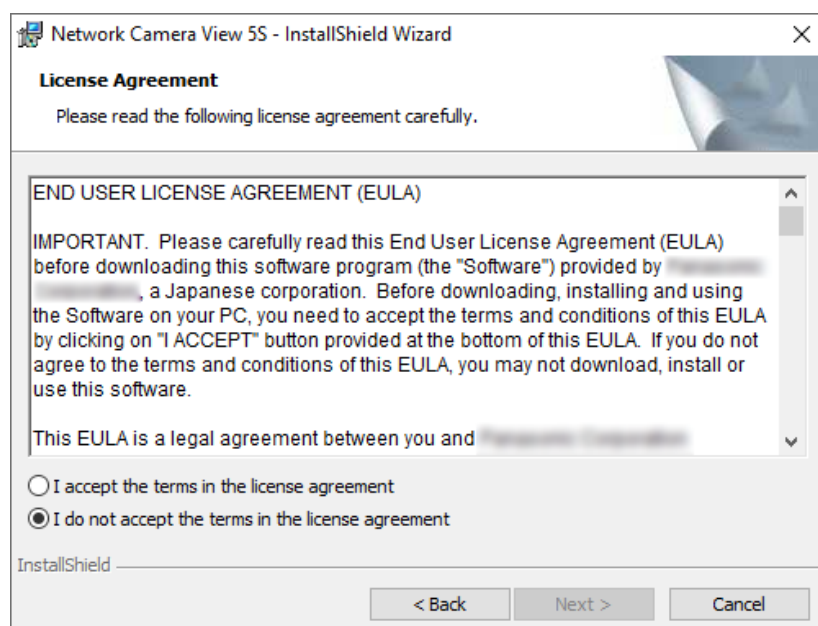 Network Camera View 5S - InstallShield Wizard
License Agreement
Please read the following license agreement carefully.
END USER LICENSE AGREEMENT (EULA)
IMPORTANT.  Please carefully read this End User License Agreement (EULA)
before downloading this software program (the "Software") provided by
, a Japanese corporation.  Before downloading, installing and using
the Software on your PC, you need to accept the terms and conditions of this EULA
by clicking on "I ACCEPT" button provided at the bottom of this EULA.  If you do not
agree to the terms and conditions of this EULA, you may not download, install or
use this software.
This EULA is a legal agreement between you and
I accept the terms in the license agreement
I do not accept the terms in the license agreement
InstallShield
< Back
Next >
Cancel